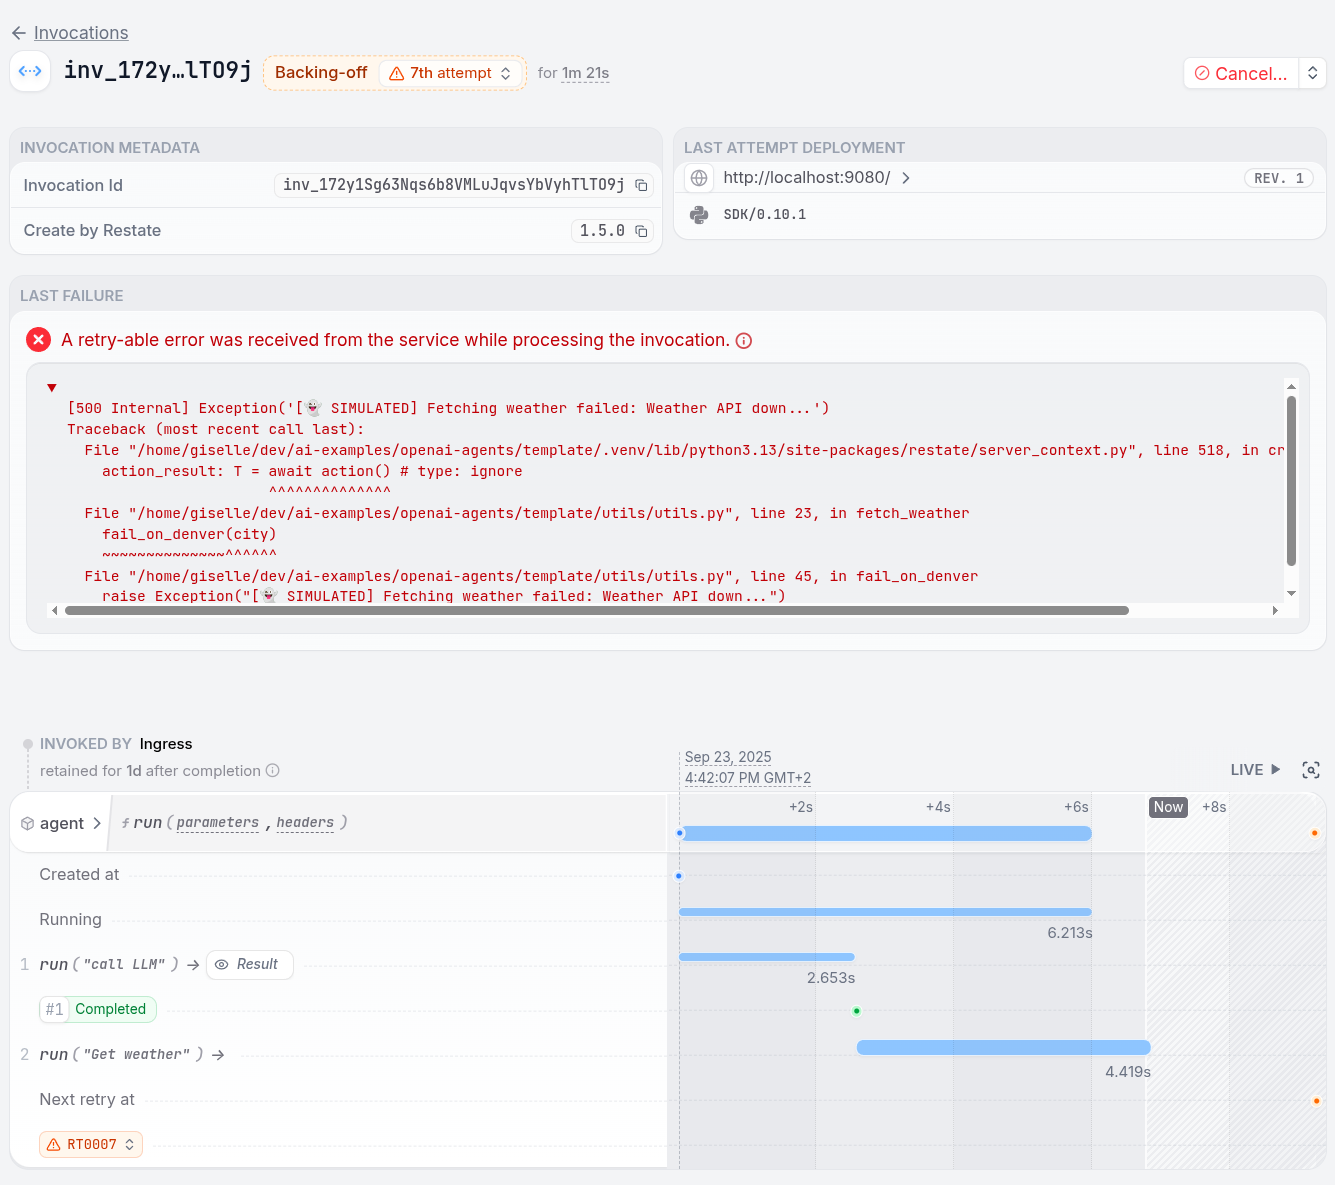 Invocations
inv_172y…lTO9j Backing-off 7th attempt for 1m 21s Cancel...
INVOCATION METADATA
Invocation Id inv_172y1Sg63Nqs6b8VMLuJqvsYbVyhTlTO9j
Create by Restate 1.5.0
LAST ATTEMPT DEPLOYMENT
http://localhost:9080/ REV. 1
SDK/0.10.1
LAST FAILURE
A retry-able error was received from the service while processing the invocation.
[500 Internal] Exception('[👻 SIMULATED] Fetching weather failed: Weather API down...')
Traceback (most recent call last):
File "/home/giselle/dev/ai-examples/openai-agents/template/.venv/lib/python3.13/site-packages/restate/server_context.py", line 518, in cr
action_result: T = await action() # type: ignore
^^^^^^^^^^^^^^
File "/home/giselle/dev/ai-examples/openai-agents/template/utils/utils.py", line 23, in fetch_weather
fail_on_denver(city)
~~~~~~~~~~~~~~^^^^^^
File "/home/giselle/dev/ai-examples/openai-agents/template/utils/utils.py", line 45, in fail_on_denver
raise Exception("[👻 SIMULATED] Fetching weather failed: Weather API down...")
INVOKED BY Ingress
retained for 1d after completion
Sep 23, 2025
4:42:07 PM GMT+2
LIVE
agent ƒ run ( parameters , headers )
+2s +4s +6s Now +8s
Created at
Running
6.213s
1 run ("call LLM" ) → Result
2.653s
#1 Completed
2 run ("Get weather" ) →
4.419s
Next retry at
RT0007